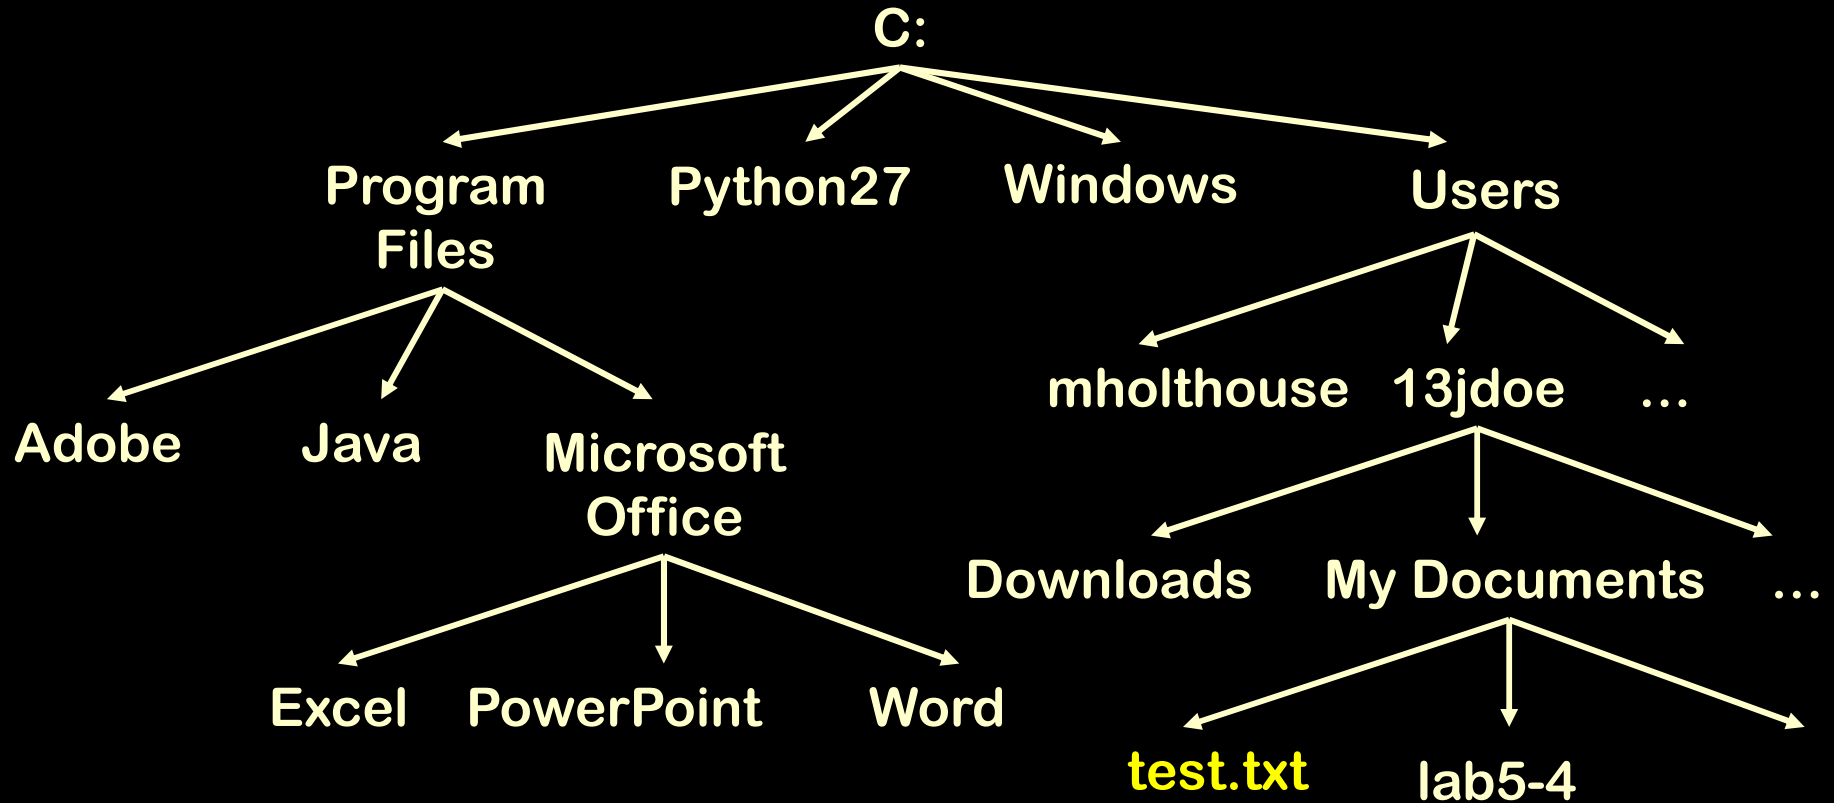 C:
Program
Files
Python27
Windows
Users
mholthouse
13jdoe
...
Adobe
Java
Microsoft
Office
Downloads
My Documents
...
Excel
PowerPoint
Word
test.txt
lab5-4